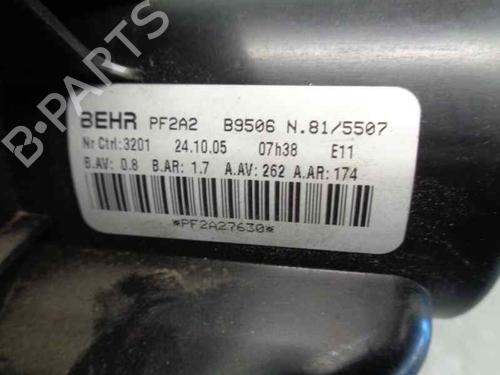 B-PARTS
BEHR PF2A2 B9506 N.81/5507
Nr Ctrl:3201 24.10.05 07h38 E11
B.AV: 0.8 B.AR: 1.7 A.AV: 262 A.AR: 174
*PF2A27630*